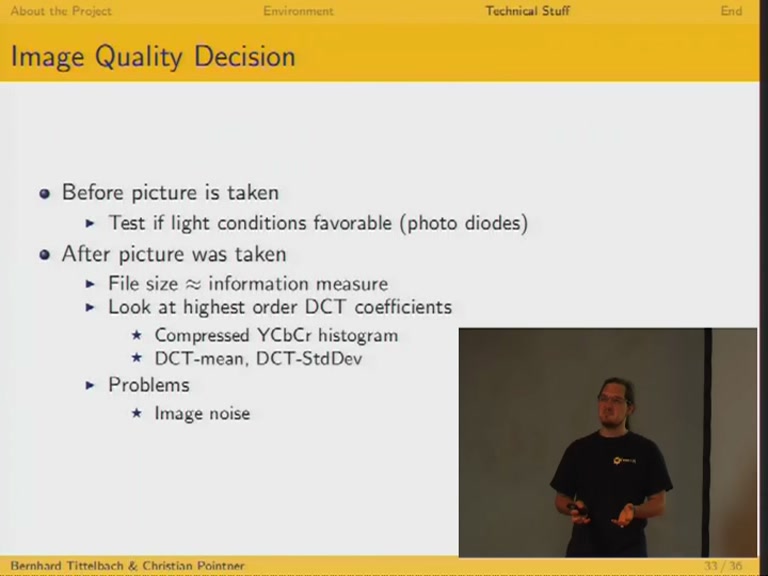 About the Project Environment Technical Stuff End
Image Quality Decision
Before picture is taken
Test if light conditions favorable (photo diodes)
After picture was taken
File size ≈ information measure
Look at highest order DCT coefficients
Compressed YCbCr histogram
DCT-mean, DCT-StdDev
Problems
Image noise
Bernhard Tittelbach & Christian Pointner 33 / 36